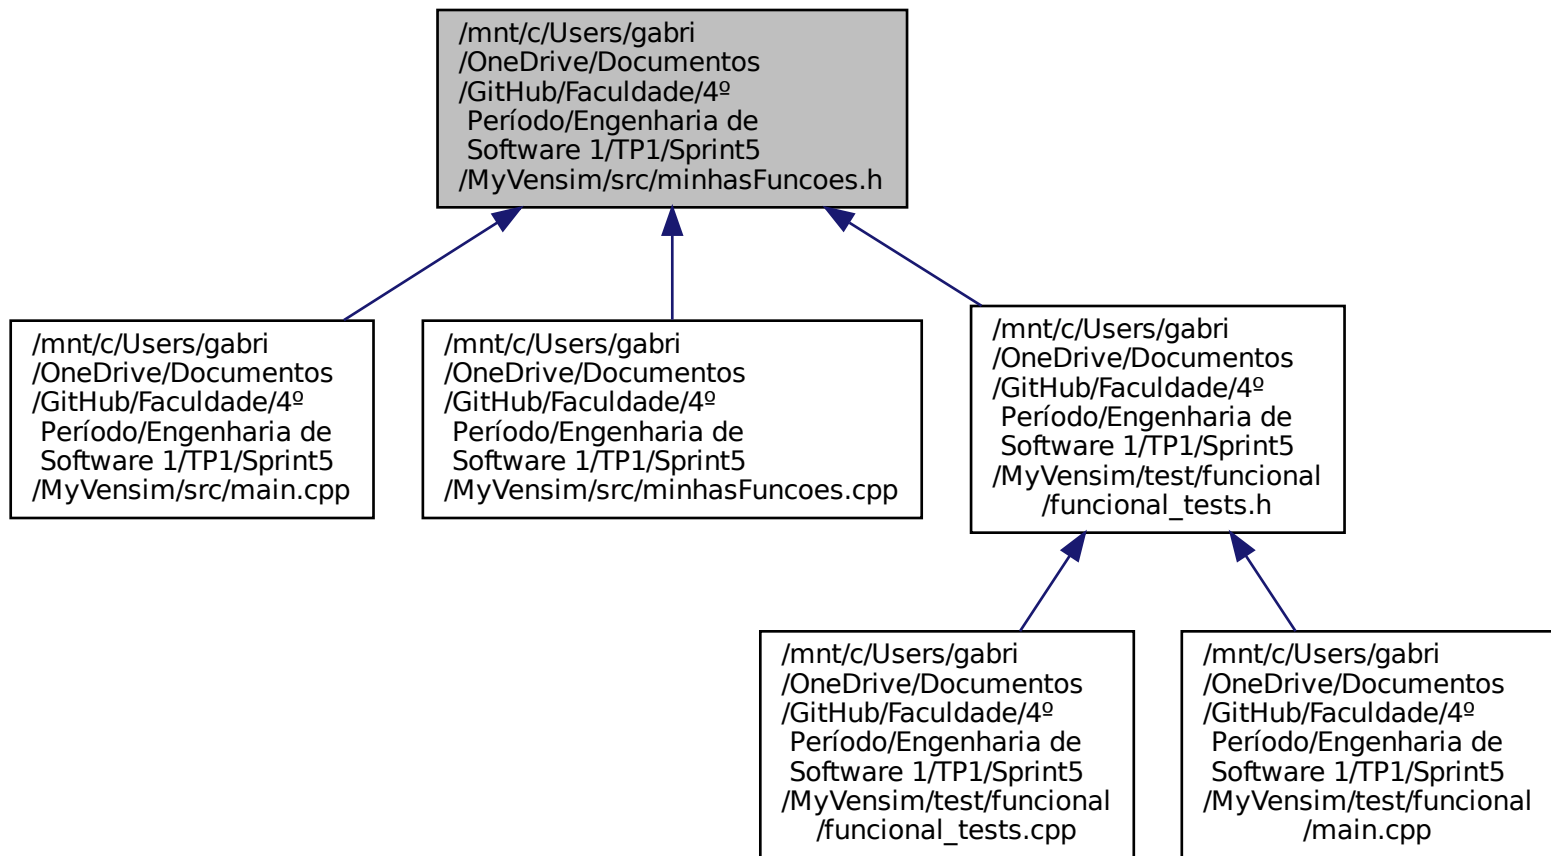 /mnt/c/Users/gabri
/OneDrive/Documentos
/GitHub/Faculdade/4º
Período/Engenharia de
Software 1/TP1/Sprint5
/MyVensim/src/minhasFuncoes.h
/mnt/c/Users/gabri
/OneDrive/Documentos
/GitHub/Faculdade/4º
Período/Engenharia de
Software 1/TP1/Sprint5
/MyVensim/src/main.cpp
/mnt/c/Users/gabri
/OneDrive/Documentos
/GitHub/Faculdade/4º
Período/Engenharia de
Software 1/TP1/Sprint5
/MyVensim/src/minhasFuncoes.cpp
/mnt/c/Users/gabri
/OneDrive/Documentos
/GitHub/Faculdade/4º
Período/Engenharia de
Software 1/TP1/Sprint5
/MyVensim/test/funcional
/funcional_tests.h
/mnt/c/Users/gabri
/OneDrive/Documentos
/GitHub/Faculdade/4º
Período/Engenharia de
Software 1/TP1/Sprint5
/MyVensim/test/funcional
/funcional_tests.cpp
/mnt/c/Users/gabri
/OneDrive/Documentos
/GitHub/Faculdade/4º
Período/Engenharia de
Software 1/TP1/Sprint5
/MyVensim/test/funcional
/main.cpp